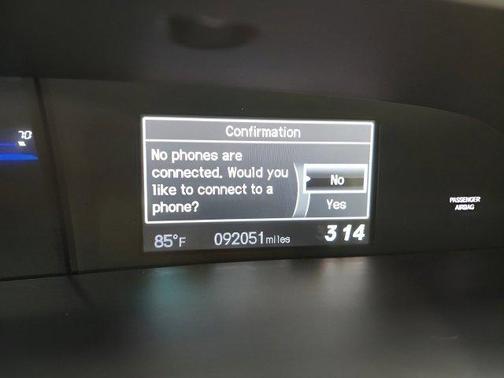 Confirmation
No phones are
connected. Would you
like to connect to a
phone?
No
Yes
70
PASSENGER
AIRBAG
85°F 092051 miles 3 14